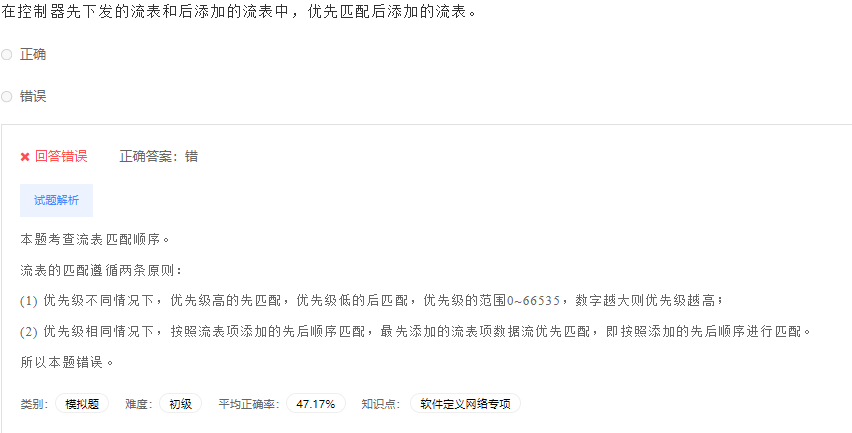 在控制器先下发的流表和后添加的流表中，优先匹配后添加的流表。
正确
错误
回答错误 正确答案：错
试题解析
本题考查流表匹配顺序。
流表的匹配遵循两条原则：
(1) 优先级不同情况下，优先级高的先匹配，优先级低的后匹配，优先级的范围0~66535，数字越大则优先级越高；
(2) 优先级相同情况下，按照流表项添加的先后顺序匹配，最先添加的流表项数据流优先匹配，即按照添加的先后顺序进行匹配。
所以本题错误。
类别： 模拟题 难度： 初级 平均正确率： 47.17% 知识点： 软件定义网络专项